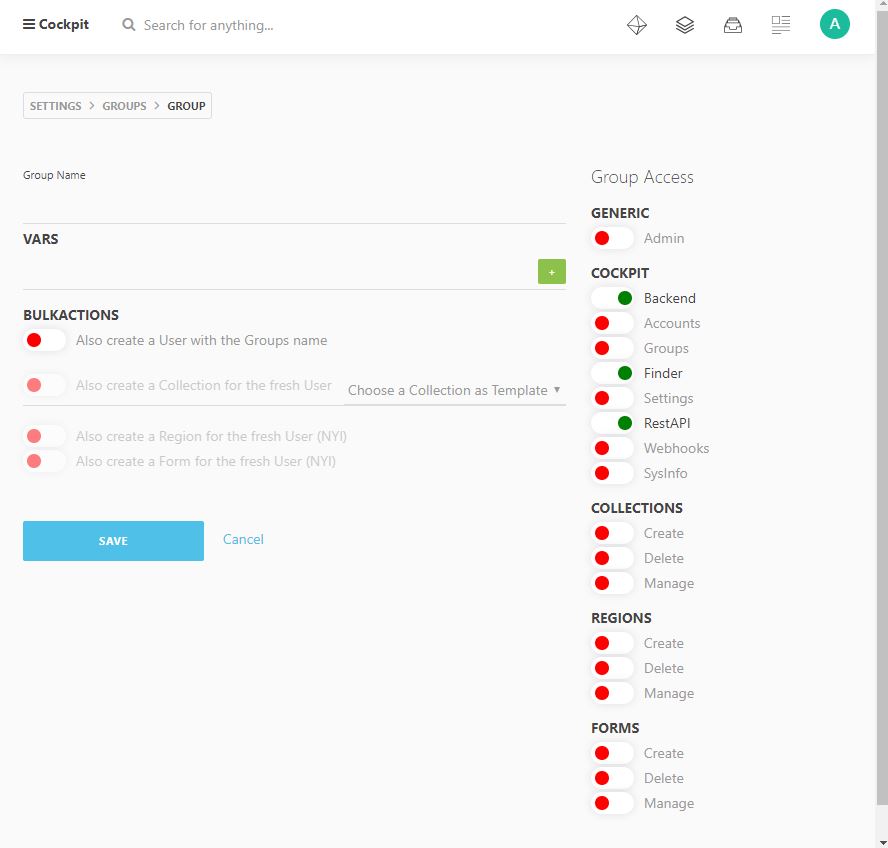 Cockpit
Search for anything...
A
SETTINGS > GROUPS > GROUP
Group Name
VARS
+
BULKACTIONS
Also create a User with the Groups name
Also create a Collection for the fresh User
Choose a Collection as Template
Also create a Region for the fresh User (NYI)
Also create a Form for the fresh User (NYI)
SAVE
Cancel
Group Access
GENERIC
Admin
COCKPIT
Backend
Accounts
Groups
Finder
Settings
RestAPI
Webhooks
SysInfo
COLLECTIONS
Create
Delete
Manage
REGIONS
Create
Delete
Manage
FORMS
Create
Delete
Manage